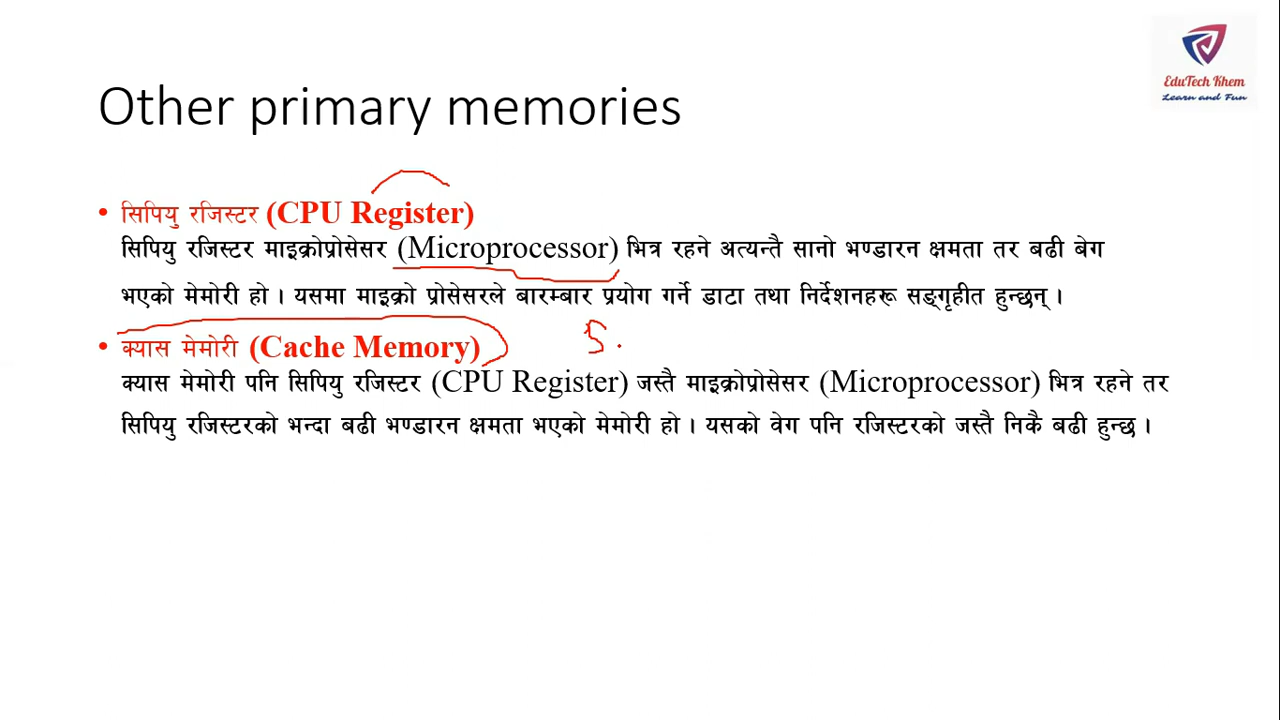 EduTech Khem
Learn and Fun
Other primary memories
• सिपियु रजिस्टर (CPU Register)
सिपियु रजिस्टर माइक्रोप्रोसेसर (Microprocessor) भित्र रहने अत्यन्तै सानो भण्डारन क्षमता तर बढी बेग
भएको मेमोरी हो । यसमा माइक्रो प्रोसेसरले बारम्बार प्रयोग गर्ने डाटा तथा निर्देशनहरू सङ्गृहीत हुन्छन् ।
• क्यास मेमोरी (Cache Memory)
क्यास मेमोरी पनि सिपियु रजिस्टर (CPU Register) जस्तै माइक्रोप्रोसेसर (Microprocessor) भित्र रहने तर
सिपियु रजिस्टरको भन्दा बढी भण्डारन क्षमता भएको मेमोरी हो । यसको वेग पनि रजिस्टरको जस्तै निकै बढी हुन्छ ।